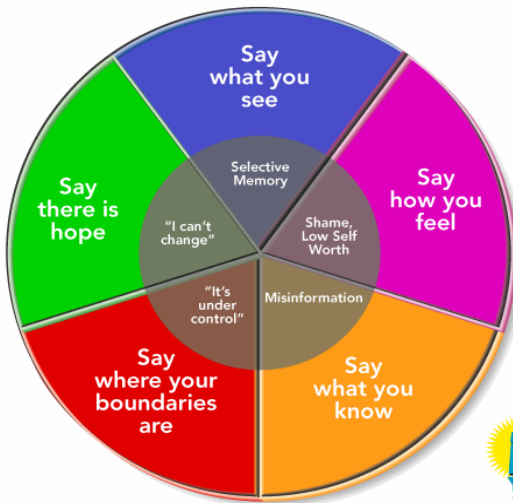 Say
what you
see
Selective
Memory
Say
how you
feel
Shame,
Low Self
Worth
Say
what you
know
Misinformation
Say
where your
boundaries
are
“It’s
under
control”
Say
there is
hope
“I can’t
change”